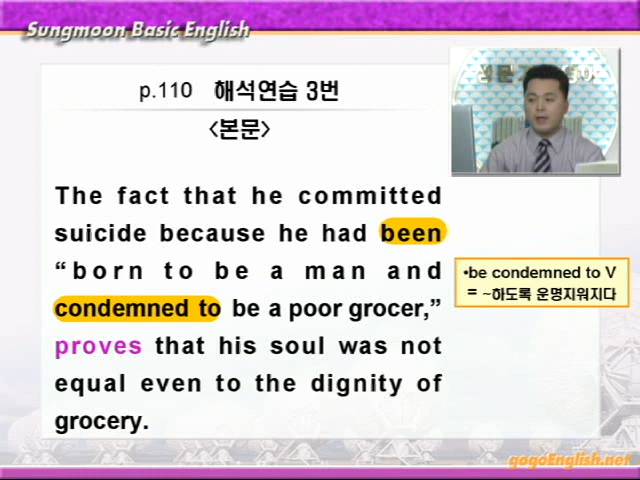 Sungmoon Basic English
p.110 해석연습 3번
<본문>
The fact that he committed
suicide because he had been
“born to be a man and
condemned to be a poor grocer,”
proves that his soul was not
equal even to the dignity of
grocery.
•be condemned to V
= ~하도록 운명지워지다
gogoEnglish.net